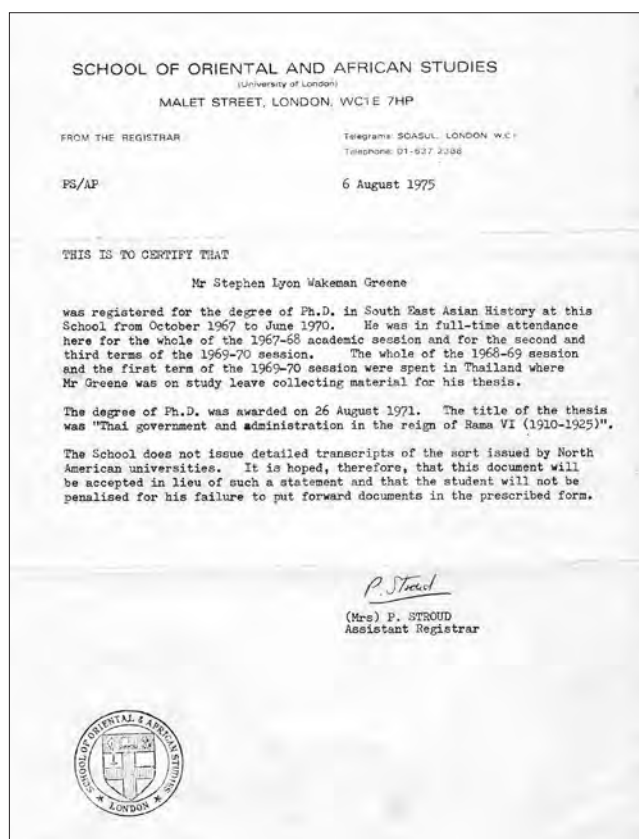 SCHOOL OF ORIENTAL AND AFRICAN STUDIES
(University of London)
MALET STREET, LONDON, WC1E 7HP
FROM THE REGISTRAR
Telegrams: SOASUL, LONDON W.C.1
Telephone: 01-637 2388
PS/AP
6 August 1975
THIS IS TO CERTIFY THAT
Mr Stephen Lyon Wakeman Greene
was registered for the degree of Ph.D. in South East Asian History at this
School from October 1967 to June 1970. He was in full-time attendance
here for the whole of the 1967-68 academic session and for the second and
third terms of the 1969-70 session. The whole of the 1968-69 session
and the first term of the 1969-70 session were spent in Thailand where
Mr Greene was on study leave collecting material for his thesis.
The degree of Ph.D. was awarded on 26 August 1971. The title of the thesis
was "Thai government and administration in the reign of Rama VI (1910-1925)".
The School does not issue detailed transcripts of the sort issued by North
American universities. It is hoped, therefore, that this document will
be accepted in lieu of such a statement and that the student will not be
penalised for his failure to put forward documents in the prescribed form.
P. Stroud
(Mrs) P. STROUD
Assistant Registrar
SCHOOL OF ORIENTAL & AFRICAN STUDIES
* LONDON *